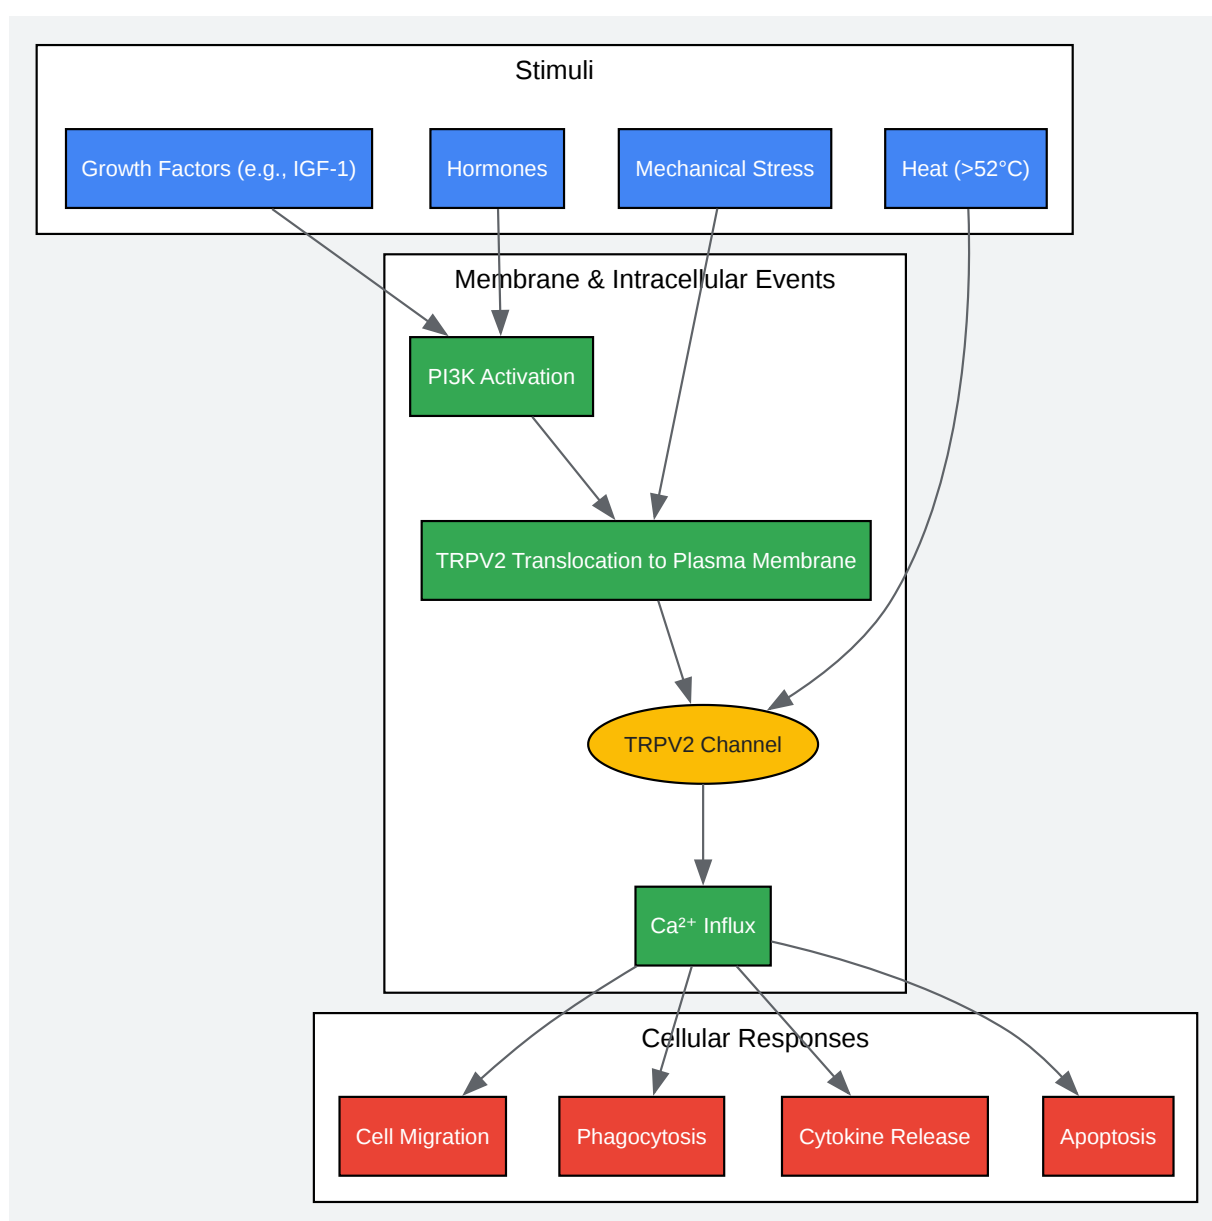 Stimuli
Growth Factors (e.g., IGF-1)
Hormones
Mechanical Stress
Heat (>52°C)
Membrane & Intracellular Events
PI3K Activation
TRPV2 Translocation to Plasma Membrane
TRPV2 Channel
Ca²⁺ Influx
Cellular Responses
Cell Migration
Phagocytosis
Cytokine Release
Apoptosis